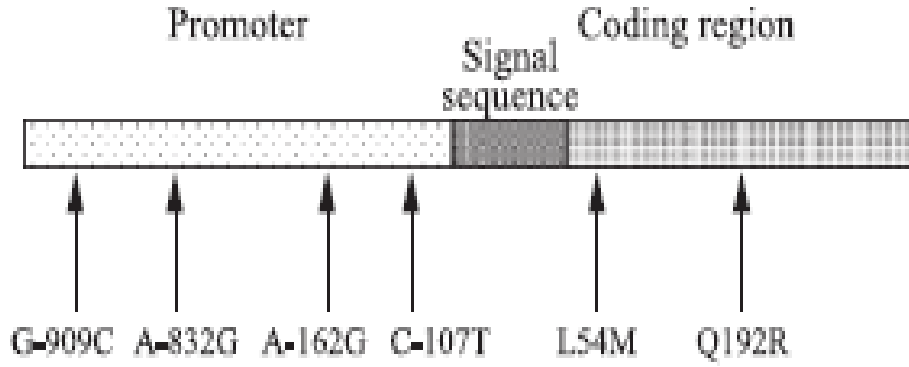 Promoter
Coding region
Signal
sequence
G-909C A-832G A-162G C-107T L54M Q192R